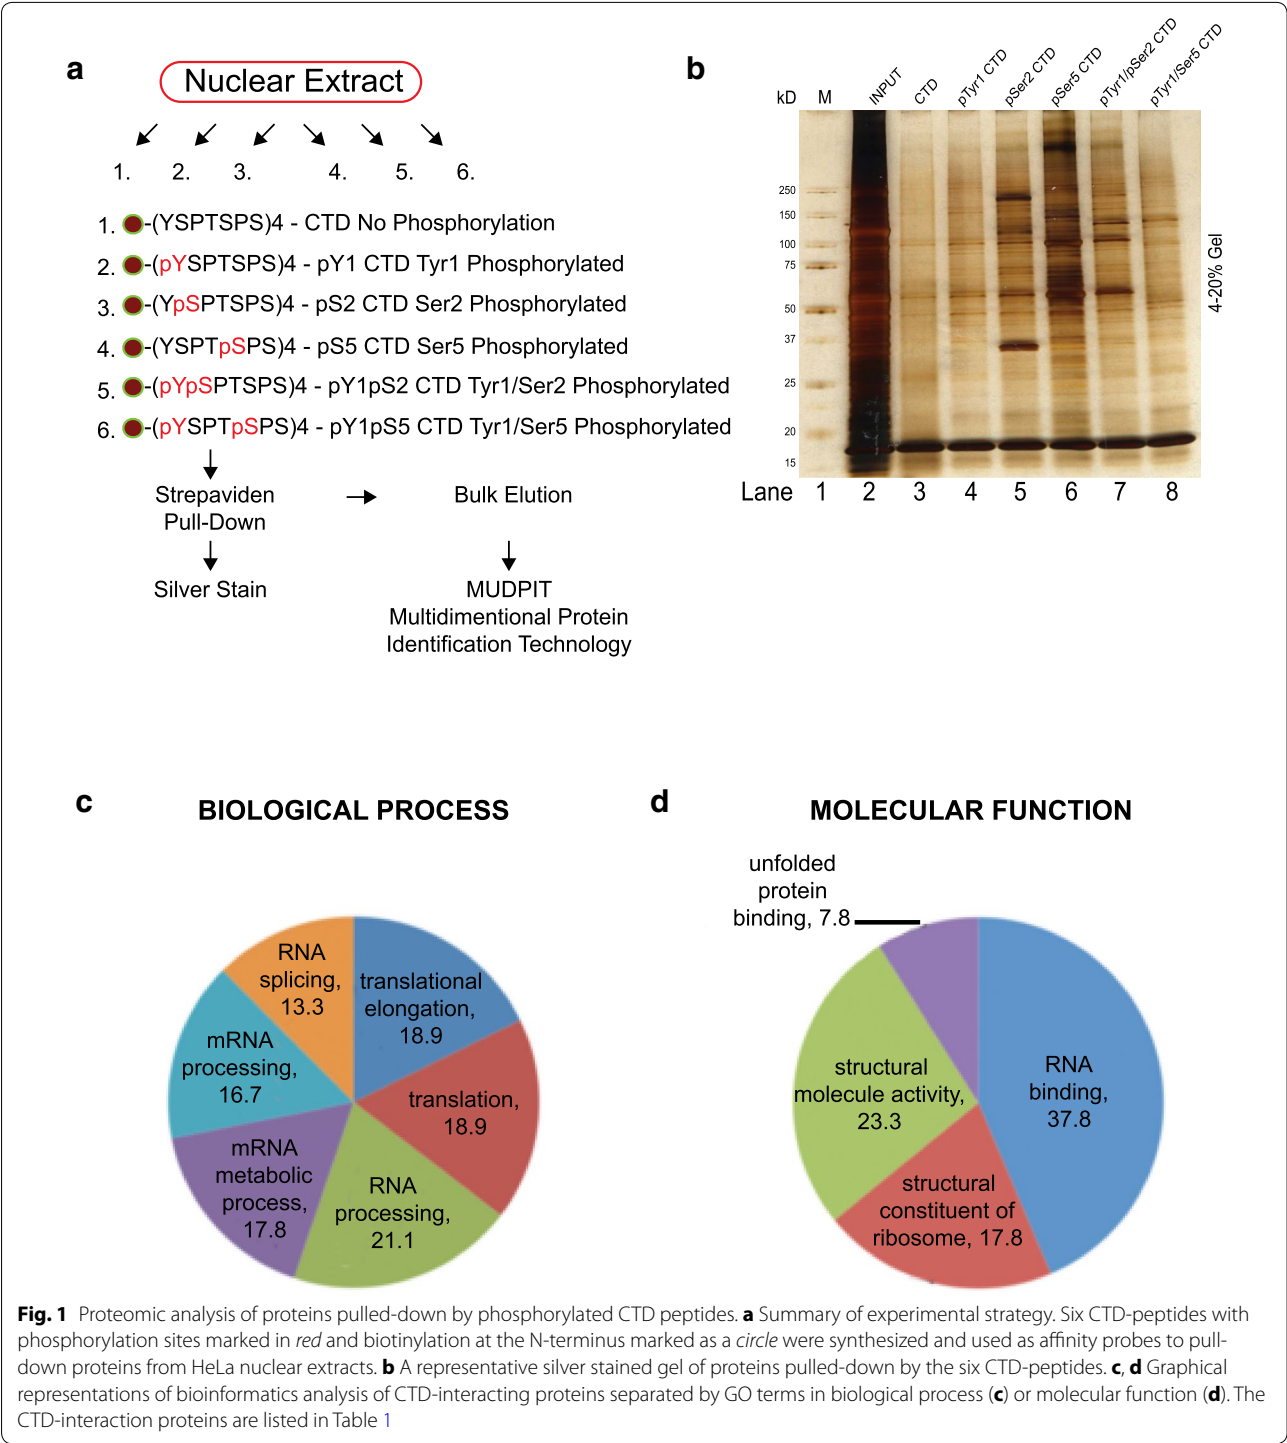 a
Nuclear Extract
1. 2. 3. 4. 5. 6.
1. -(YSPTSPS)4 - CTD No Phosphorylation
2. -(pYSPTSPS)4 - pY1 CTD Tyr1 Phosphorylated
3. -(YpSPTSPS)4 - pS2 CTD Ser2 Phosphorylated
4. -(YSPTpSPS)4 - pS5 CTD Ser5 Phosphorylated
5. -(pYpSPTSPS)4 - pY1pS2 CTD Tyr1/Ser2 Phosphorylated
6. -(pYSPTpSPS)4 - pY1pS5 CTD Tyr1/Ser5 Phosphorylated
Strepaviden
Pull-Down
Bulk Elution
Silver Stain
MUDPIT
Multidimentional Protein
Identification Technology
b
kD
M
INPUT
CTD
pTyr1 CTD
pSer2 CTD
pSer5 CTD
pTyr1/pSer2 CTD
pTyr1/Ser5 CTD
250
150
100
75
50
37
25
20
15
4-20% Gel
Lane 1 2 3 4 5 6 7 8
c
BIOLOGICAL PROCESS
RNA
splicing,
13.3
translational
elongation,
18.9
mRNA
processing,
16.7
translation,
18.9
mRNA
metabolic
process,
17.8
RNA
processing,
21.1
d
MOLECULAR FUNCTION
unfolded
protein
binding, 7.8
structural
molecule activity,
23.3
RNA
binding,
37.8
structural
constituent of
ribosome, 17.8
Fig. 1 Proteomic analysis of proteins pulled-down by phosphorylated CTD peptides. a Summary of experimental strategy. Six CTD-peptides with
phosphorylation sites marked in red and biotinylation at the N-terminus marked as a circle were synthesized and used as affinity probes to pull-
down proteins from HeLa nuclear extracts. b A representative silver stained gel of proteins pulled-down by the six CTD-peptides. c, d Graphical
representations of bioinformatics analysis of CTD-interacting proteins separated by GO terms in biological process (c) or molecular function (d). The
CTD-interaction proteins are listed in Table 1